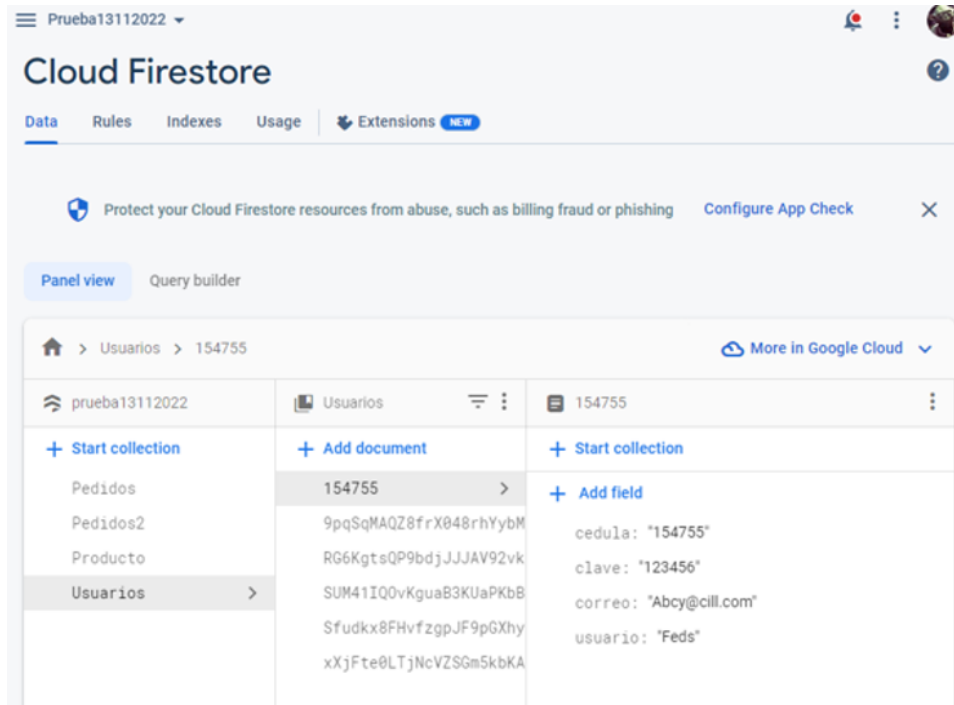 Prueba13112022
Cloud Firestore
Data Rules Indexes Usage Extensions NEW
Protect your Cloud Firestore resources from abuse, such as billing fraud or phishing Configure App Check
Panel view Query builder
Usuarios 154755 More in Google Cloud
prueba13112022 Usuarios 154755
Start collection Add document Start collection
Pedidos 154755 Add field
Pedidos2 9pqSqMAQZ8frX048rhYybM cedula: "154755"
Producto RG6KgtsQP9bdjJJJAV92vk clave: "123456"
Usuarios SUM41IQOvKguaB3KUaPKbB correo: "Abcy@cill.com"
Sfudkx8FHvfzgpJF9pGXhy usuario: "Feds"
xXjFte0LTjNcVZSGm5kbKA